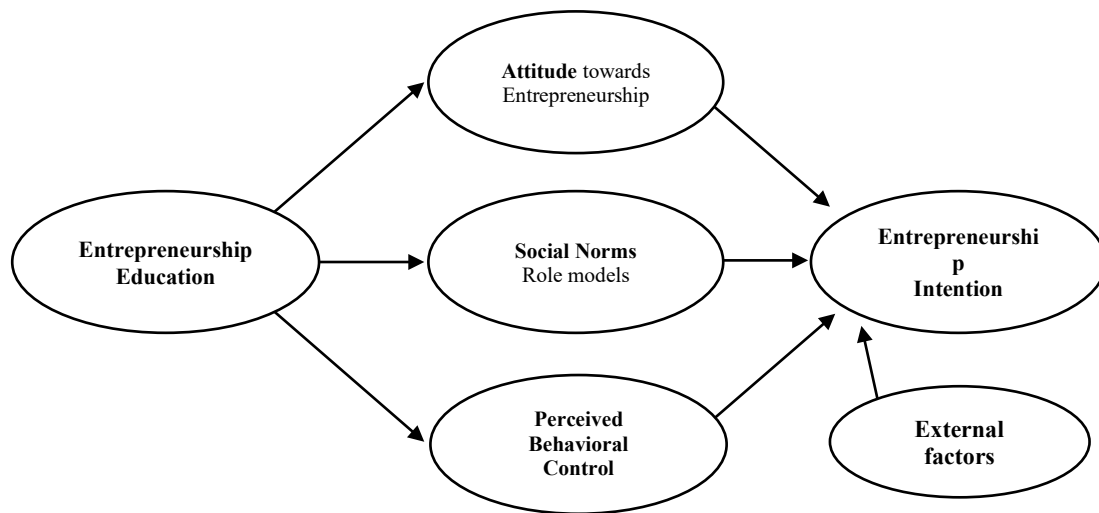 Attitude towards
Entrepreneurship
Entrepreneurship
Education
Social Norms
Role models
Entrepreneurshi
p
Intention
Perceived
Behavioral
Control
External
factors